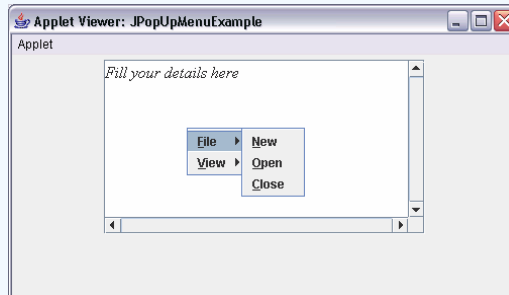 Applet Viewer: JPopUpMenuExample
Applet
Fill your details here
File New
View Open
Close